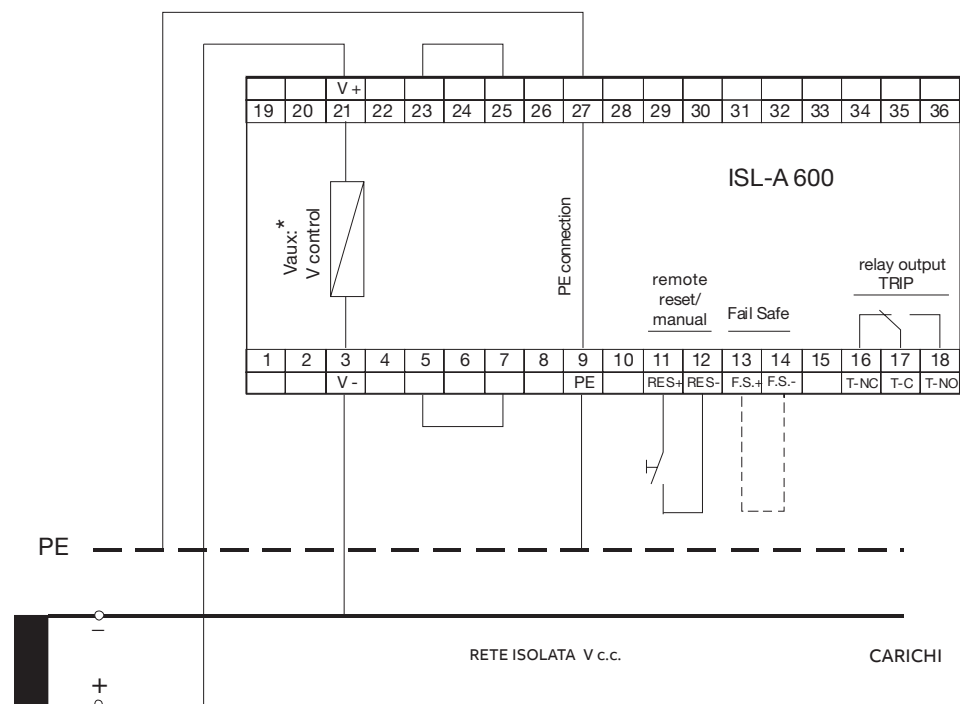 V +
19 20 21 22 23 24 25 26 27 28 29 30 31 32 33 34 35 36
ISL-A 600
Vaux: *
V control
PE connection
remote
reset/
manual
Fail Safe
relay output
TRIP
1 2 3 4 5 6 7 8 9 10 11 12 13 14 15 16 17 18
V - PE RES+ RES- F.S.+ F.S.- T-NC T-C T-NO
PE
–
RETE ISOLATA V c.c.
CARICHI
+